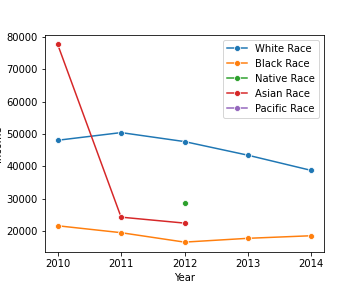 80000
70000
60000
50000
40000
30000
20000
2010 2011 2012 2013 2014
Year
White Race
Black Race
Native Race
Asian Race
Pacific Race